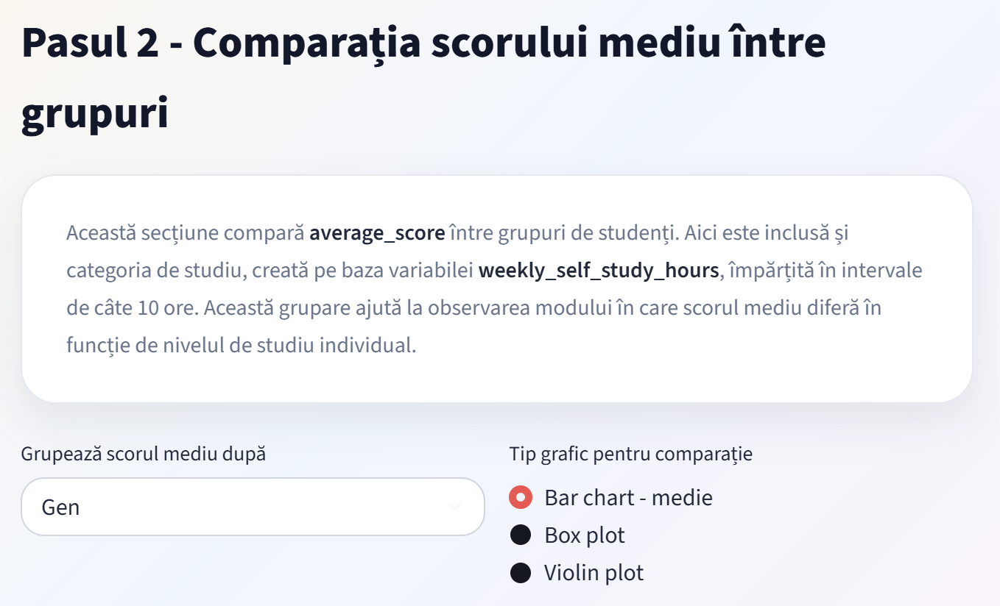 Pasul 2 - Comparația scorului mediu între
grupuri
Această secțiune compară average_score între grupuri de studenți. Aici este inclusă și
categoria de studiu, creată pe baza variabilei weekly_self_study_hours, împărțită în intervale
de câte 10 ore. Această grupare ajută la observarea modului în care scorul mediu diferă în
funcție de nivelul de studiu individual.
Grupează scorul mediu după
Gen
Tip grafic pentru comparație
Bar chart - medie
Box plot
Violin plot